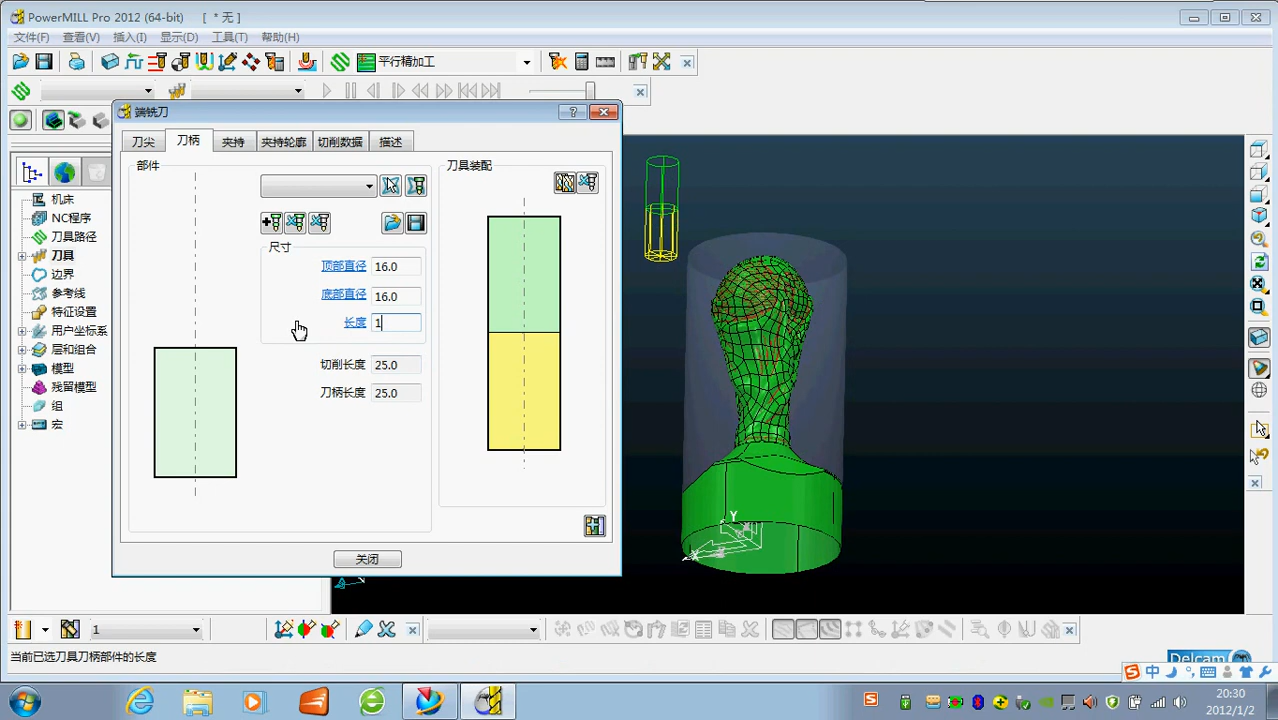 PowerMILL Pro 2012 (64-bit) [ * 无 ]
文件(F) 查看(V) 插入(I) 显示(D) 工具(T) 帮助(H)
平行精加工
端铣刀
刀尖 刀柄 夹持 夹持轮廓 切削数据 描述
部件
刀具装配
尺寸
顶部直径 16.0
底部直径 16.0
长度 1
切削长度 25.0
刀柄长度 25.0
关闭
机床
NC程序
刀具路径
刀具
边界
参考线
特征设置
用户坐标系
层和组合
模型
残留模型
组
宏
Y
X
1
当前已选刀具刀柄部件的长度
Delcam
中
20:30
2012/1/2